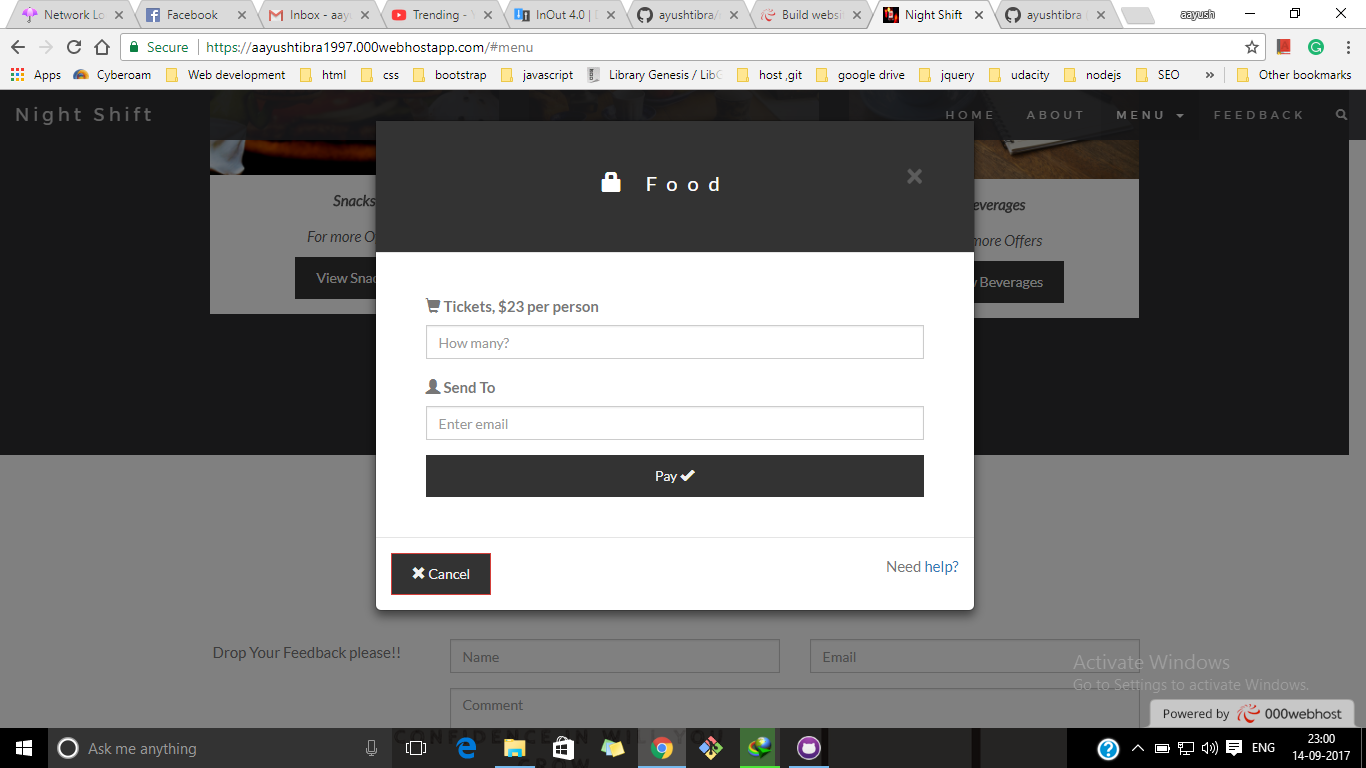 Network Lo
Facebook
Inbox - aay
Trending - Y
InOut 4.0 |
ayushtibra/
Build websi
Night Shift
ayushtibra
aayush
Secure
https://aayushtibra1997.000webhostapp.com/#menu
Apps
Cyberoam
Web development
html
css
bootstrap
javascript
Library Genesis / LibG
host ,git
google drive
jquery
udacity
nodejs
SEO
»
Other bookmarks
Night Shift
HOME
ABOUT
MENU
FEEDBACK
Food
Snacks
For more O
View Snac
everages
more Offers
Beverages
Tickets, $23 per person
How many?
Send To
Enter email
Pay
Cancel
Need help?
Drop Your Feedback please!!
Name
Email
Comment
Activate Windows
Go to Settings to activate Windows.
Powered by 000webhost
CONFIDENCE IN WILL YOU
GROW
Ask me anything
ENG
23:00
14-09-2017